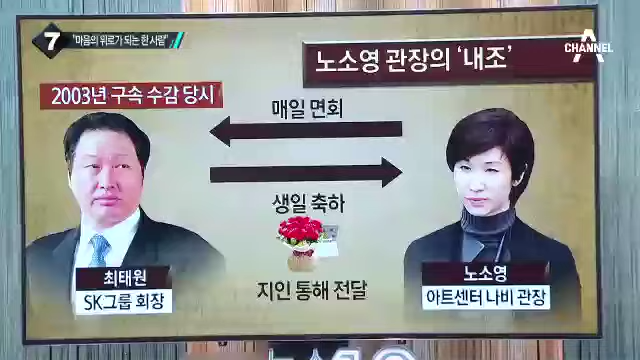 7
"마음의 위로가 되는 한 사람"
CHANNEL A
노소영 관장의 '내조'
2003년 구속 수감 당시
매일 면회
생일 축하
지인 통해 전달
최태원
SK그룹 회장
노소영
아트센터 나비 관장